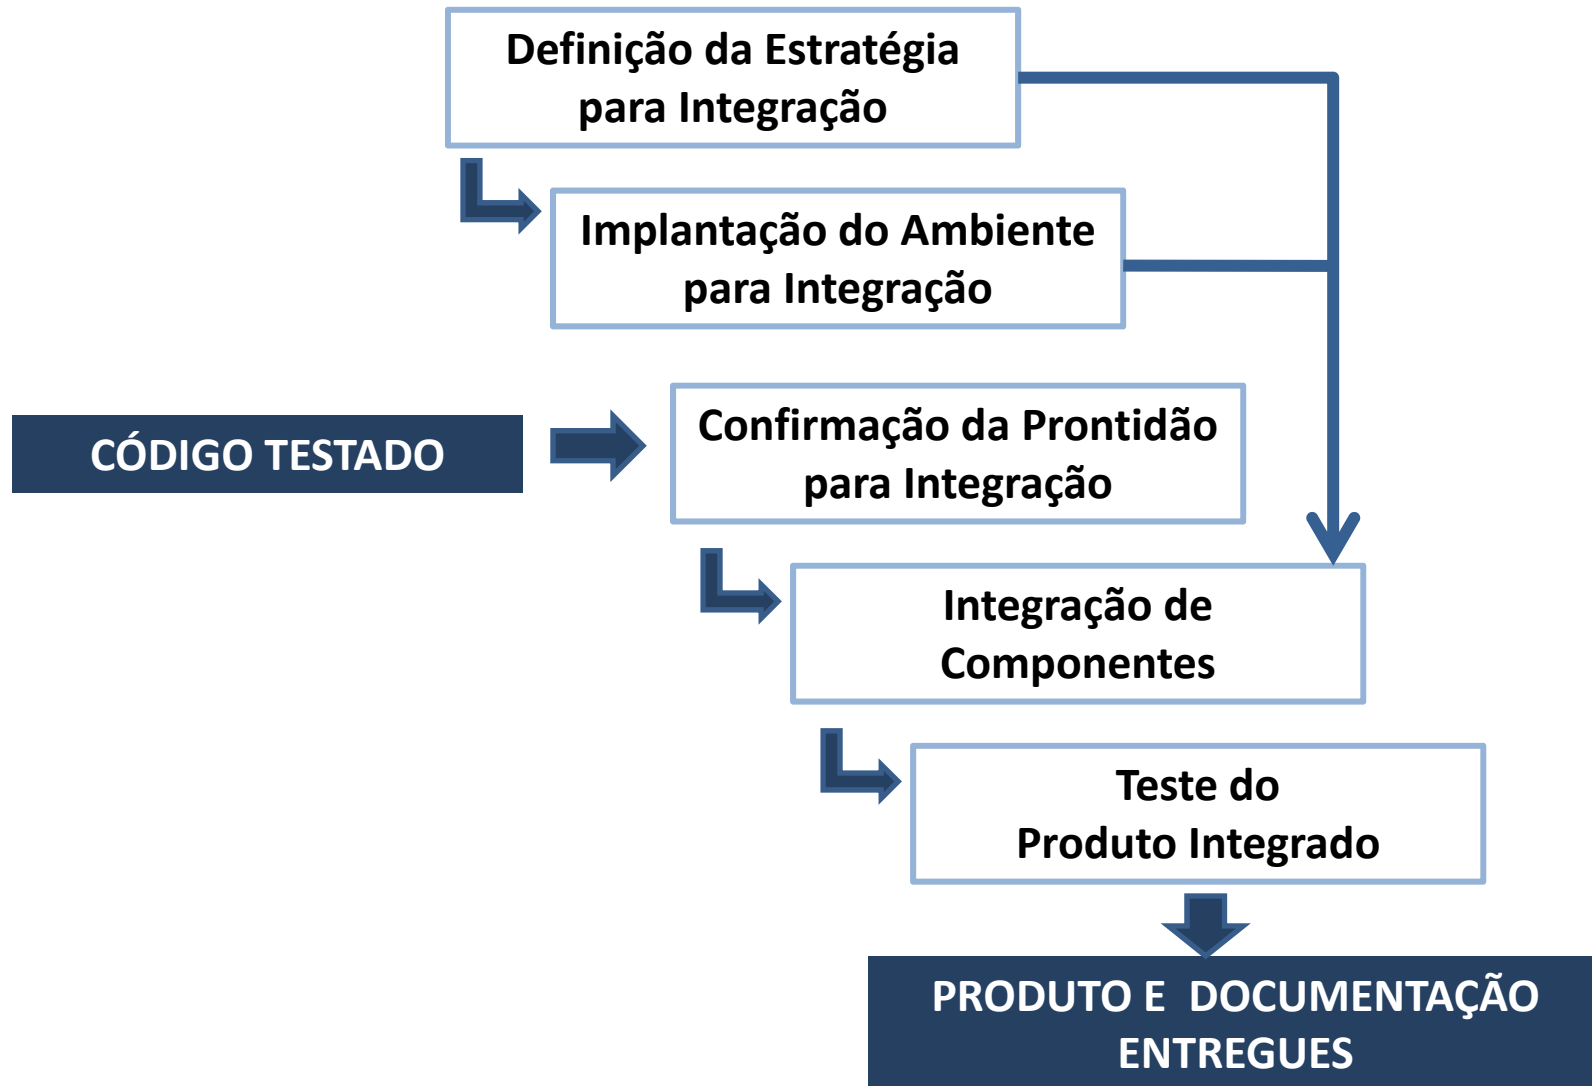 Definição da Estratégia
para Integração
Implantação do Ambiente
para Integração
CÓDIGO TESTADO
Confirmação da Prontidão
para Integração
Integração de
Componentes
Teste do
Produto Integrado
PRODUTO E DOCUMENTAÇÃO
ENTREGUES